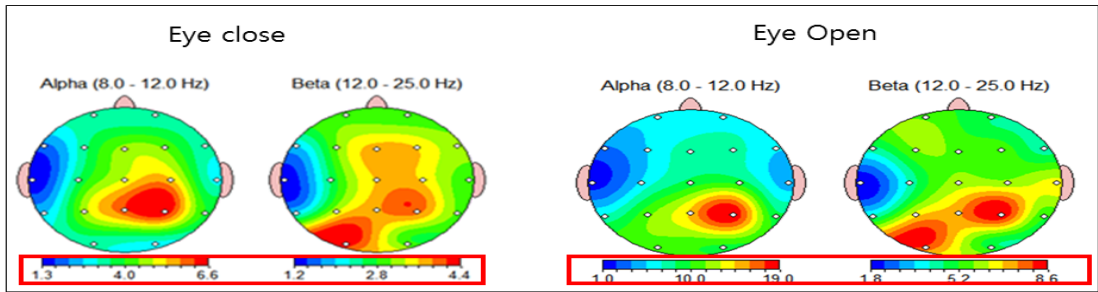 Eye close
Eye Open
Alpha (8.0 - 12.0 Hz)
Beta (12.0 - 25.0 Hz)
Alpha (8.0 - 12.0 Hz)
Beta (12.0 - 25.0 Hz)
1.3 4.0 6.6
1.2 2.8 4.4
1.0 10.0 19.0
1.8 5.2 8.6